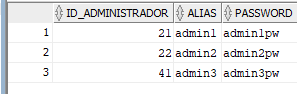 ID_ADMINISTRADOR ALIAS PASSWORD
1 21 admin1 admin1pw
2 22 admin2 admin2pw
3 41 admin3 admin3pw